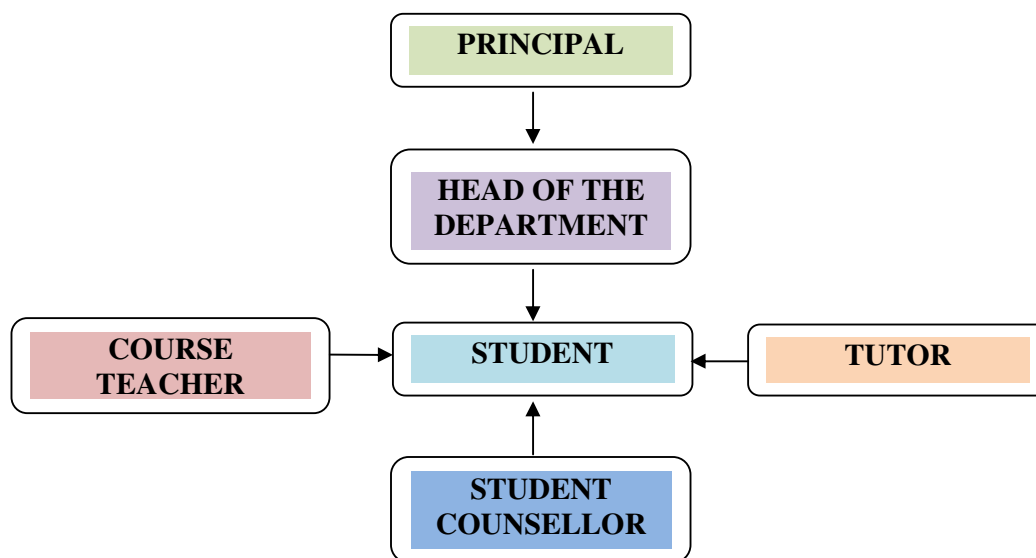 PRINCIPAL
HEAD OF THE
DEPARTMENT
COURSE
TEACHER
STUDENT
TUTOR
STUDENT
COUNSELLOR